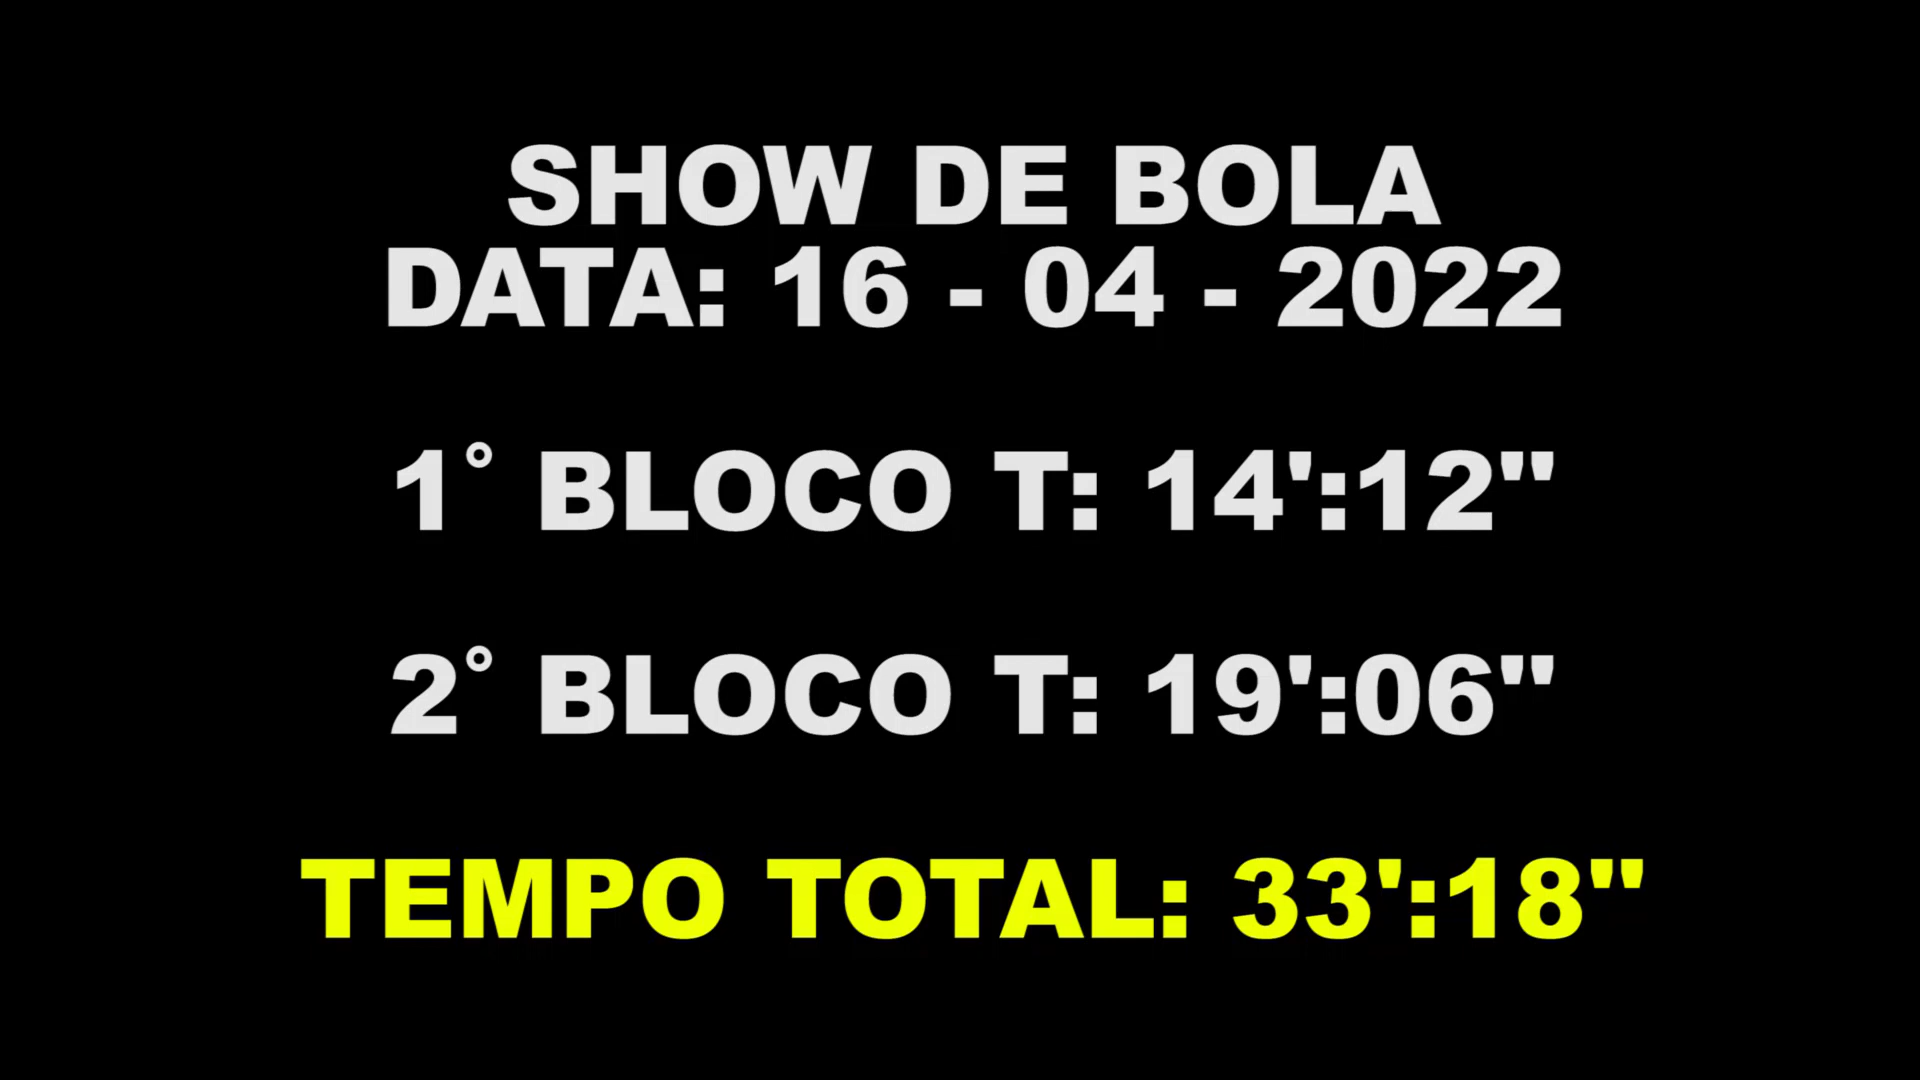 SHOW DE BOLA
DATA: 16 - 04 - 2022
1° BLOCO T: 14':12"
2° BLOCO T: 19':06"
TEMPO TOTAL: 33':18"